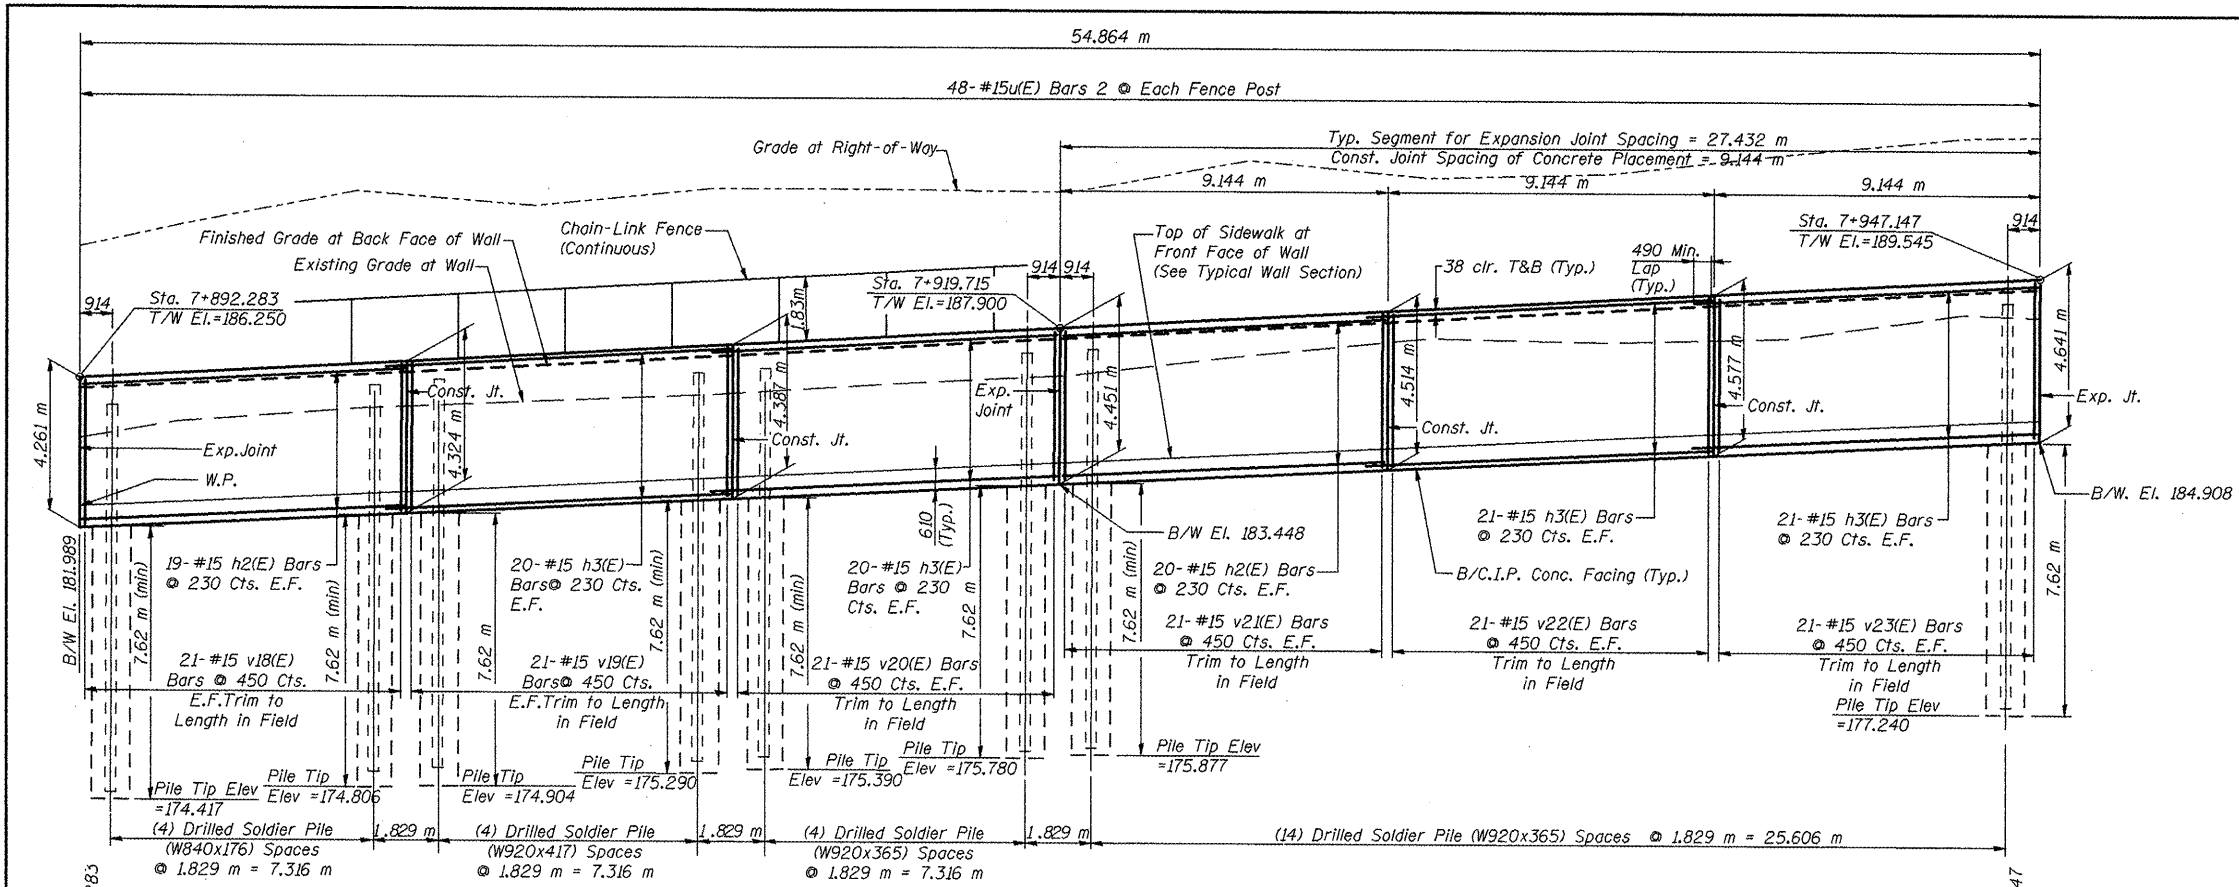 54.864 m
48-#15u(E) Bars 2 @ Each Fence Post
Grade at Right-of-Way
Typ. Segment for Expansion Joint Spacing = 27.432 m
Const. Joint Spacing of Concrete Placement = 9.144 m
9.144 m
9.144 m
9.144 m
Finished Grade at Back Face of Wall
Existing Grade at Wall
Chain-Link Fence
(Continuous)
Top of Sidewalk at
Front Face of Wall
(See Typical Wall Section)
38 clr. T&B (Typ.)
490 Min.
Lap
(Typ.)
Sta. 7+947.147
T/W El.=189.545
914
914
Sta. 7+892.283
T/W El.=186.250
1.83m
Sta. 7+919.715
T/W El.=187.900
914
914
4.261 m
Exp.Joint
W.P.
Const. Jt.
4.324 m
4.387 m
Const. Jt.
Exp.
Joint
4.451 m
4.514 m
Const. Jt.
4.577 m
Const. Jt.
4.641 m
Exp. Jt.
B/W El. 181.989
7.62 m (min)
19-#15 h2(E) Bars
@ 230 Cts. E.F.
7.62 m (min)
7.62 m
20-#15 h3(E)
Bars@ 230 Cts.
E.F.
7.62 m (min)
7.62 m (min)
610
(Typ.)
20-#15 h3(E)
Bars @ 230
Cts. E.F.
7.62 m
7.62 m (min)
B/W El. 183.448
20-#15 h2(E) Bars
@ 230 Cts. E.F.
21-#15 h3(E) Bars
@ 230 Cts. E.F.
B/C.I.P. Conc. Facing (Typ.)
21-#15 h3(E) Bars
@ 230 Cts. E.F.
B/W. El. 184.908
7.62 m
21-#15 v18(E)
Bars @ 450 Cts.
E.F.Trim to
Length in Field
21-#15 v19(E)
Bars@ 450 Cts.
E.F.Trim to Length
in Field
21-#15 v20(E) Bars
@ 450 Cts. E.F.
Trim to Length
in Field
21-#15 v21(E) Bars
@ 450 Cts. E.F.
Trim to Length
in Field
21-#15 v22(E) Bars
@ 450 Cts. E.F.
Trim to Length
in Field
21-#15 v23(E) Bars
@ 450 Cts. E.F.
Trim to Length
in Field
Pile Tip Elev
=174.417
Pile Tip
Elev =174.806
Pile Tip
Elev =174.904
Pile Tip
Elev =175.290
Pile Tip
Elev =175.390
Pile Tip
Elev =175.780
Pile Tip Elev
=175.877
Pile Tip Elev
=177.240
(4) Drilled Soldier Pile
(W840x176) Spaces
@ 1.829 m = 7.316 m
1.829 m
(4) Drilled Soldier Pile
(W920x417) Spaces
@ 1.829 m = 7.316 m
1.829 m
(4) Drilled Soldier Pile
(W920x365) Spaces
@ 1.829 m = 7.316 m
1.829 m
(14) Drilled Soldier Pile (W920x365) Spaces @ 1.829 m = 25.606 m
283
47